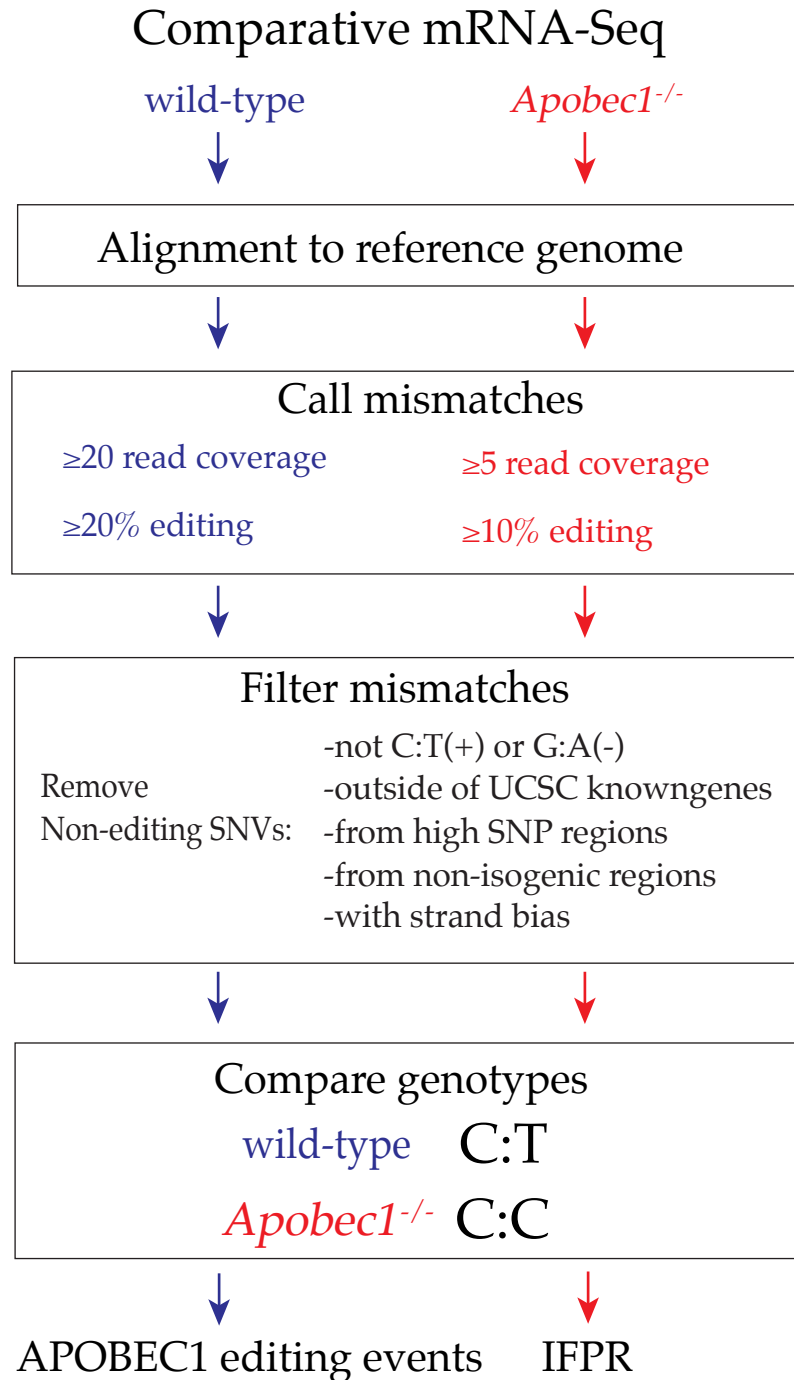 Comparative mRNA-Seq
wild-type Apobec1-/-
Alignment to reference genome
Call mismatches
≥20 read coverage ≥5 read coverage
≥20% editing ≥10% editing
Filter mismatches
-not C:T(+) or G:A(-)
Remove -outside of UCSC knowngenes
Non-editing SNVs: -from high SNP regions
-from non-isogenic regions
-with strand bias
Compare genotypes
wild-type C:T
Apobec1-/- C:C
APOBEC1 editing events IFPR